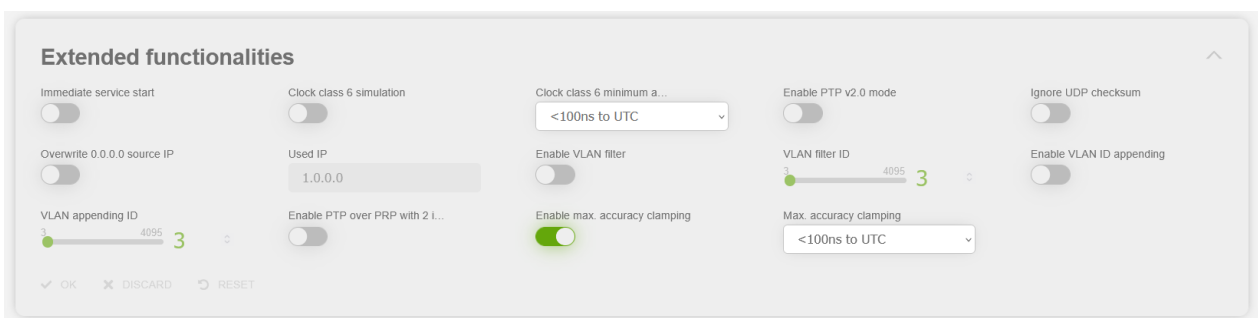 Extended functionalities
Immediate service start
Clock class 6 simulation
Clock class 6 minimum a...
Enable PTP v2.0 mode
Ignore UDP checksum
<100ns to UTC
Overwrite 0.0.0.0 source IP
Used IP
Enable VLAN filter
VLAN filter ID
Enable VLAN ID appending
1.0.0.0
3 4095 3
VLAN appending ID
Enable PTP over PRP with 2 i...
Enable max. accuracy clamping
Max. accuracy clamping
3 4095 3
<100ns to UTC
OK DISCARD RESET